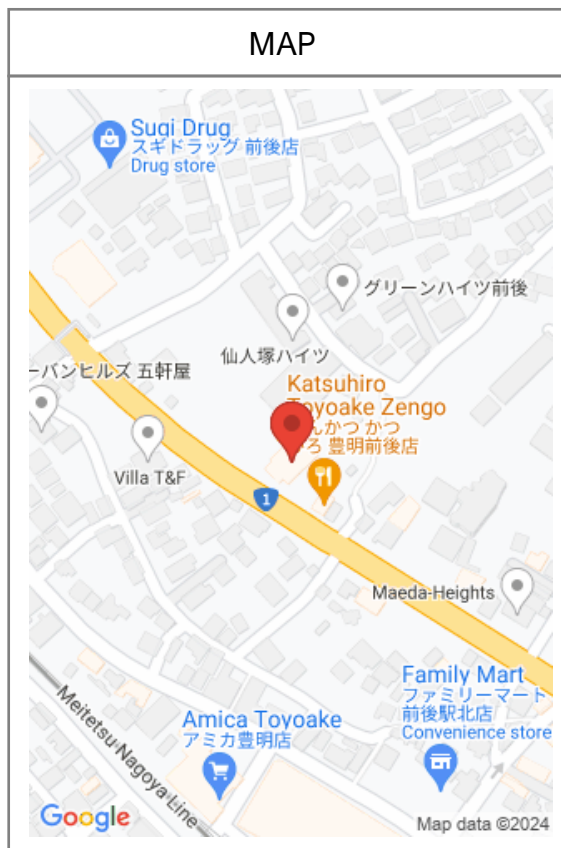 MAP
Sugi Drug
スギドラッグ 前後店
Drug store
グリーンハイツ前後
仙人塚ハイツ
ーバンヒルズ 五軒屋
Katsuhiro
Toyoake Zengo
んかつ かつ
ろ 豊明前後店
Villa T&F
1
Maeda-Heights
Family Mart
ファミリーマート
前後駅北店
Convenience store
Amica Toyoake
アミカ豊明店
Meitetsu Nagoya Line
Google
Map data ©2024